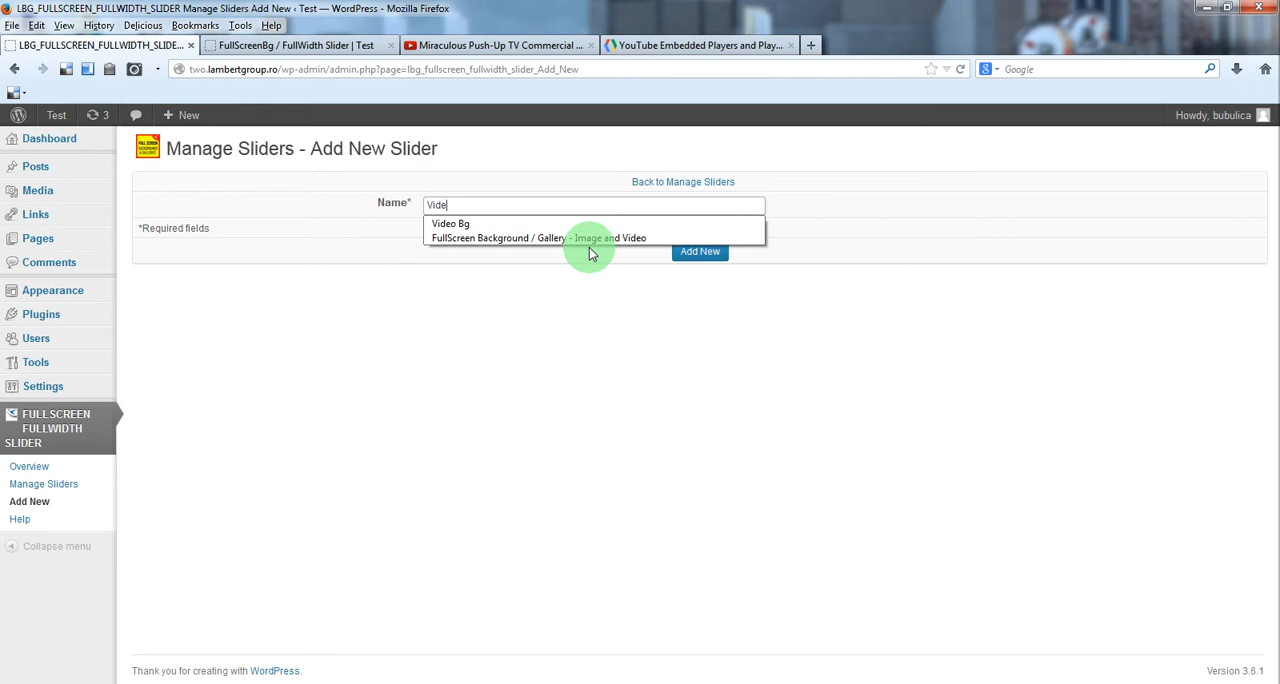 LBG_FULLSCREEN_FULLWIDTH_SLIDER Manage Sliders Add New ‹ Test — WordPress - Mozilla Firefox
File Edit View History Delicious Bookmarks Tools Help
LBG_FULLSCREEN_FULLWIDTH_SLIDE... FullScreenBg / FullWidth Slider | Test Miraculous Push-Up TV Commercial ... YouTube Embedded Players and Play...
two.lambertgroup.ro/wp-admin/admin.php?page=lbg_fullscreen_fullwidth_slider_Add_New Google
Test 3 New Howdy, bubulica
Dashboard
Posts
Media
Links
Pages
Comments
Appearance
Plugins
Users
Tools
Settings
FULLSCREEN
FULLWIDTH
SLIDER
Overview
Manage Sliders
Add New
Help
Collapse menu
FULL SCREEN
Manage Sliders - Add New Slider
Back to Manage Sliders
Name* Vide
Video Bg
*Required fields
FullScreen Background / Gallery - Image and Video
Add New
Thank you for creating with WordPress. Version 3.6.1